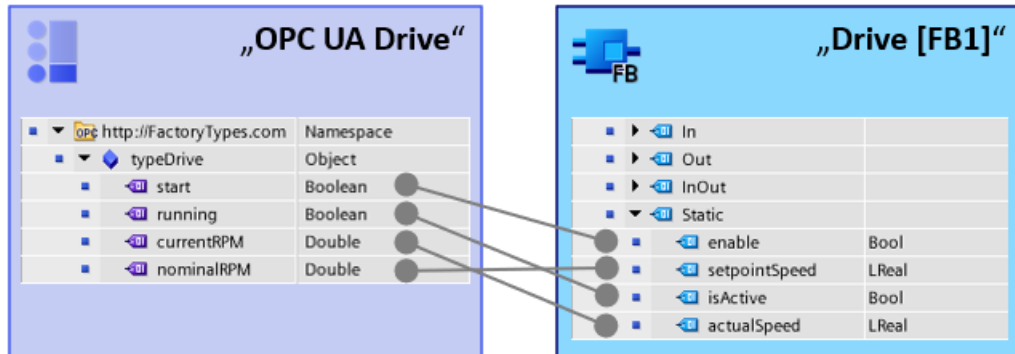 „OPC UA Drive“
OPC http://FactoryTypes.com Namespace
typeDrive Object
start Boolean
running Boolean
currentRPM Double
nominalRPM Double
„Drive [FB1]“
FB
In
Out
InOut
Static
enable Bool
setpointSpeed LReal
isActive Bool
actualSpeed LReal